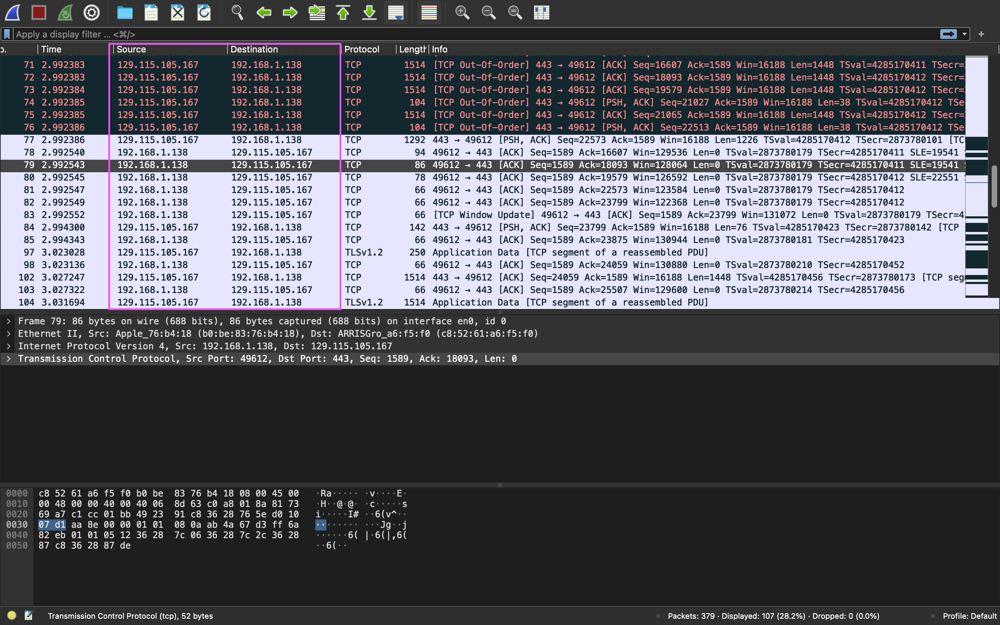 Apply a display filter ... <⌘/>
o. Time Source Destination Protocol Length Info
71 2.992383 129.115.105.167 192.168.1.138 TCP 1514 [TCP Out-Of-Order] 443 → 49612 [ACK] Seq=16607 Ack=1589 Win=16188 Len=1448 TSval=4285170411 TSecr=
72 2.992383 129.115.105.167 192.168.1.138 TCP 1514 [TCP Out-Of-Order] 443 → 49612 [ACK] Seq=18093 Ack=1589 Win=16188 Len=1448 TSval=4285170412 TSecr=
73 2.992384 129.115.105.167 192.168.1.138 TCP 1514 [TCP Out-Of-Order] 443 → 49612 [ACK] Seq=19579 Ack=1589 Win=16188 Len=1448 TSval=4285170412 TSecr=
74 2.992385 129.115.105.167 192.168.1.138 TCP 104 [TCP Out-Of-Order] 443 → 49612 [PSH, ACK] Seq=21027 Ack=1589 Win=16188 Len=38 TSval=4285170412 TSe
75 2.992385 129.115.105.167 192.168.1.138 TCP 1514 [TCP Out-Of-Order] 443 → 49612 [ACK] Seq=21065 Ack=1589 Win=16188 Len=1448 TSval=4285170412 TSecr=
76 2.992386 129.115.105.167 192.168.1.138 TCP 104 [TCP Out-Of-Order] 443 → 49612 [PSH, ACK] Seq=22513 Ack=1589 Win=16188 Len=38 TSval=4285170412 TSe
77 2.992386 129.115.105.167 192.168.1.138 TCP 1292 443 → 49612 [PSH, ACK] Seq=22573 Ack=1589 Win=16188 Len=1226 TSval=4285170412 TSecr=2873780101 [TC
78 2.992540 192.168.1.138 129.115.105.167 TCP 94 49612 → 443 [ACK] Seq=1589 Ack=16607 Win=129536 Len=0 TSval=2873780179 TSecr=4285170411 SLE=19541
79 2.992543 192.168.1.138 129.115.105.167 TCP 86 49612 → 443 [ACK] Seq=1589 Ack=18093 Win=128064 Len=0 TSval=2873780179 TSecr=4285170411 SLE=19541
80 2.992545 192.168.1.138 129.115.105.167 TCP 78 49612 → 443 [ACK] Seq=1589 Ack=19579 Win=126592 Len=0 TSval=2873780179 TSecr=4285170412 SLE=22551
81 2.992547 192.168.1.138 129.115.105.167 TCP 66 49612 → 443 [ACK] Seq=1589 Ack=22573 Win=123584 Len=0 TSval=2873780179 TSecr=4285170412
82 2.992549 192.168.1.138 129.115.105.167 TCP 66 49612 → 443 [ACK] Seq=1589 Ack=23799 Win=122368 Len=0 TSval=2873780179 TSecr=4285170412
83 2.992552 192.168.1.138 129.115.105.167 TCP 66 [TCP Window Update] 49612 → 443 [ACK] Seq=1589 Ack=23799 Win=131072 Len=0 TSval=2873780179 TSecr=4
84 2.994300 129.115.105.167 192.168.1.138 TCP 142 443 → 49612 [PSH, ACK] Seq=23799 Ack=1589 Win=16188 Len=76 TSval=4285170423 TSecr=2873780142 [TCP
85 2.994343 192.168.1.138 129.115.105.167 TCP 66 49612 → 443 [ACK] Seq=1589 Ack=23875 Win=130944 Len=0 TSval=2873780181 TSecr=4285170423
97 3.023028 129.115.105.167 192.168.1.138 TLSv1.2 250 Application Data [TCP segment of a reassembled PDU]
98 3.023136 192.168.1.138 129.115.105.167 TCP 66 49612 → 443 [ACK] Seq=1589 Ack=24059 Win=130880 Len=0 TSval=2873780210 TSecr=4285170452
102 3.027247 129.115.105.167 192.168.1.138 TCP 1514 443 → 49612 [ACK] Seq=24059 Ack=1589 Win=16188 Len=1448 TSval=4285170456 TSecr=2873780173 [TCP seg
103 3.027322 192.168.1.138 129.115.105.167 TCP 66 49612 → 443 [ACK] Seq=1589 Ack=25507 Win=129600 Len=0 TSval=2873780214 TSecr=4285170456
104 3.031694 129.115.105.167 192.168.1.138 TLSv1.2 1514 Application Data [TCP segment of a reassembled PDU]
> Frame 79: 86 bytes on wire (688 bits), 86 bytes captured (688 bits) on interface en0, id 0
> Ethernet II, Src: Apple_76:b4:18 (b0:be:83:76:b4:18), Dst: ARRISGro_a6:f5:f0 (c8:52:61:a6:f5:f0)
> Internet Protocol Version 4, Src: 192.168.1.138, Dst: 129.115.105.167
> Transmission Control Protocol, Src Port: 49612, Dst Port: 443, Seq: 1589, Ack: 18093, Len: 0
0000 c8 52 61 a6 f5 f0 b0 be 83 76 b4 18 08 00 45 00 ·Ra····· ·v····E·
0010 00 48 00 00 40 00 40 06 8d 63 c0 a8 01 8a 81 73 ·H··@·@· ·c·····s
0020 69 a7 c1 cc 01 bb 49 23 91 c8 36 28 76 5e d0 10 i·····I# ··6(v^··
0030 07 d1 aa 8e 00 00 01 01 08 0a ab 4a 67 d3 ff 6a ········ ···Jg··j
0040 82 eb 01 01 05 12 36 28 7c 06 36 28 7c 2c 36 28 ······6( |·6(|,6(
0050 87 c8 36 28 87 de ··6(··
Transmission Control Protocol (tcp), 52 bytes
Packets: 379 · Displayed: 107 (28.2%) · Dropped: 0 (0.0%)
Profile: Default